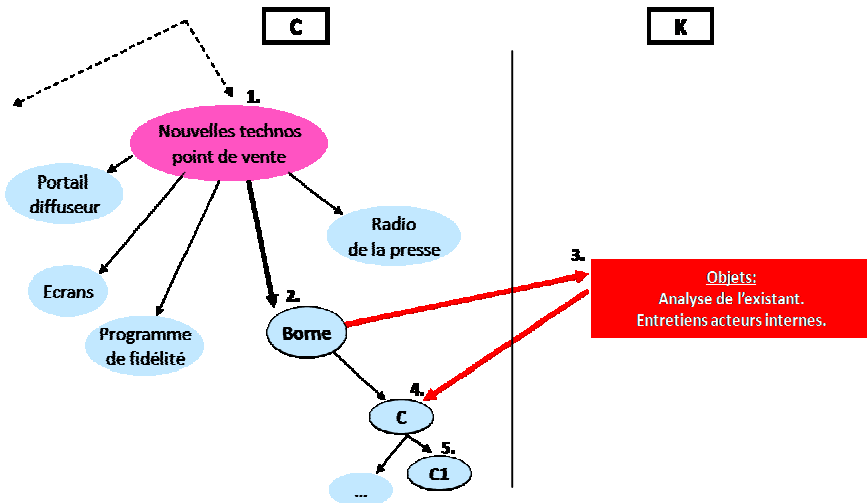 C
K
1.
Nouvelles technos
point de vente
Portail
diffuseur
Radio
de la presse
3.
Objets:
Analyse de l'existant.
Entretiens acteurs internes.
Ecrans
2.
Borne
Programme
de fidélité
4.
C
5.
C1
...